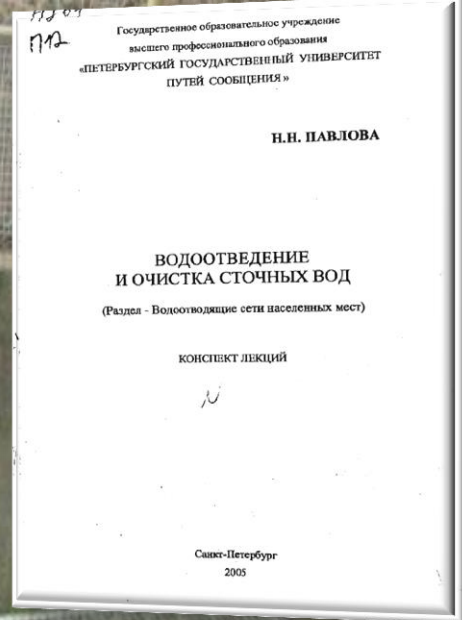 П12
Государственное образовательное учреждение
высшего профессионального образования
«ПЕТЕРБУРГСКИЙ ГОСУДАРСТВЕННЫЙ УНИВЕРСИТЕТ
ПУТЕЙ СООБЩЕНИЯ»
Н.Н. ПАВЛОВА
ВОДООТВЕДЕНИЕ
И ОЧИСТКА СТОЧНЫХ ВОД
(Раздел - Водоотводящие сети населенных мест)
КОНСПЕКТ ЛЕКЦИЙ
Санкт-Петербург
2005